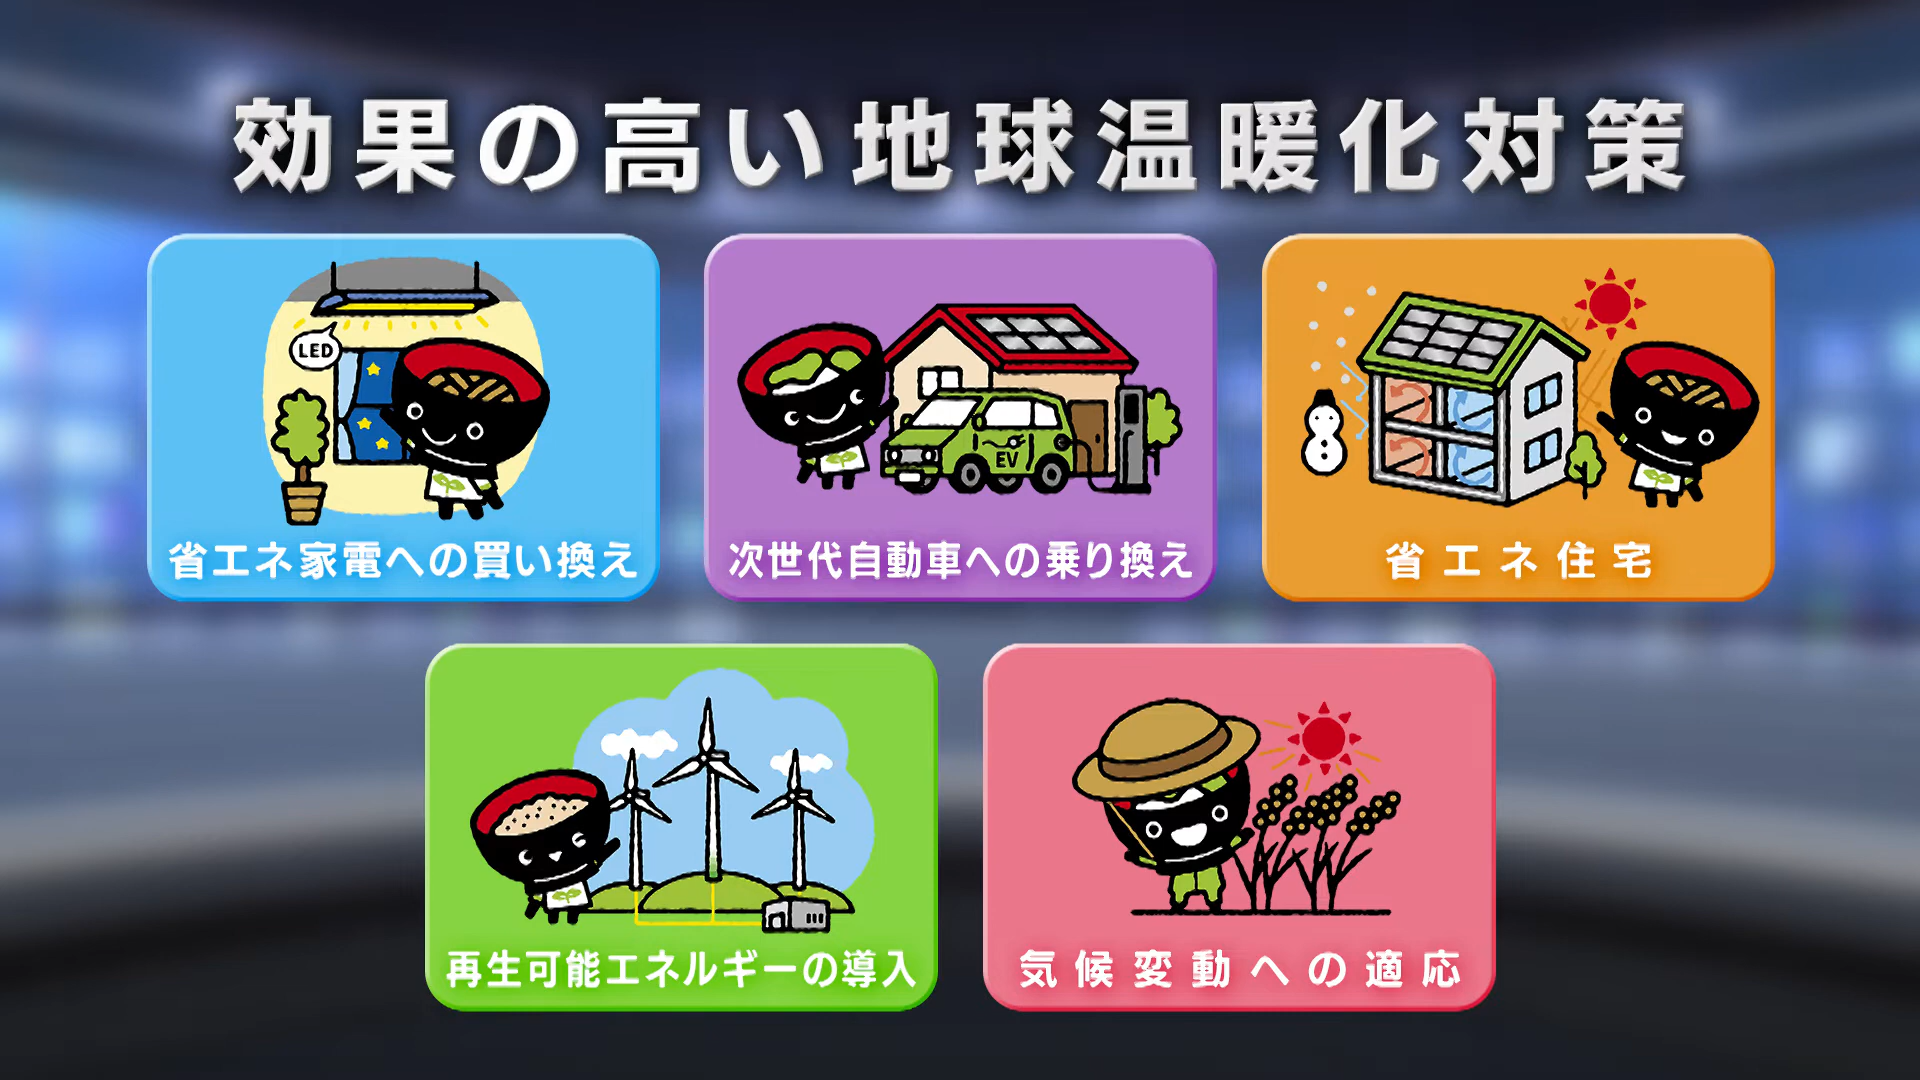 効果の高い地球温暖化対策
LED
省エネ家電への買い換え
EV
次世代自動車への乗り換え
省エネ住宅
再生可能エネルギーの導入
気候変動への適応